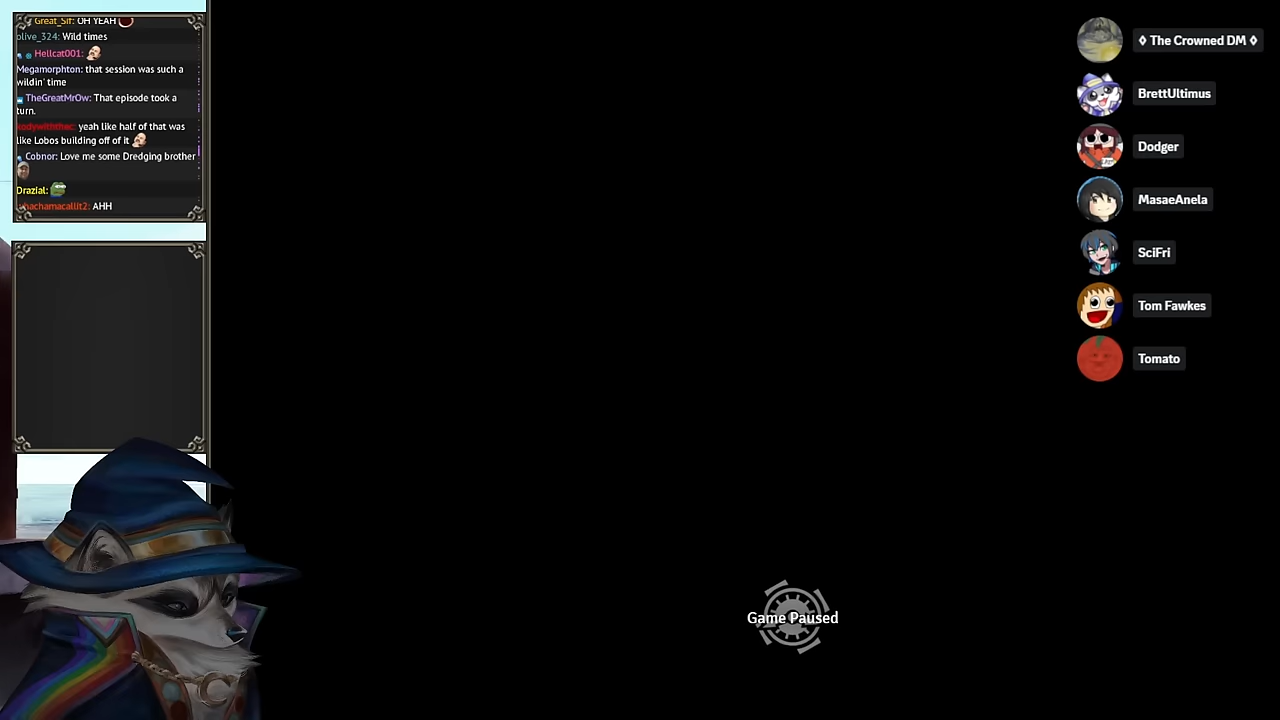 Great_Sif: OH YEAH
olive_324: Wild times
Hellcat001:
Megamorphton: that session was such a
wildin' time
TheGreatMrOw: That episode took a
turn.
kodywiththec: yeah like half of that was
like Lobos building off of it
Cobnor: Love me some Dredging brother
Drazial:
whachamacallit2: AHH
◊ The Crowned DM ◊
BrettUltimus
Dodger
MasaeAnela
SciFri
Tom Fawkes
Tomato
Game Paused